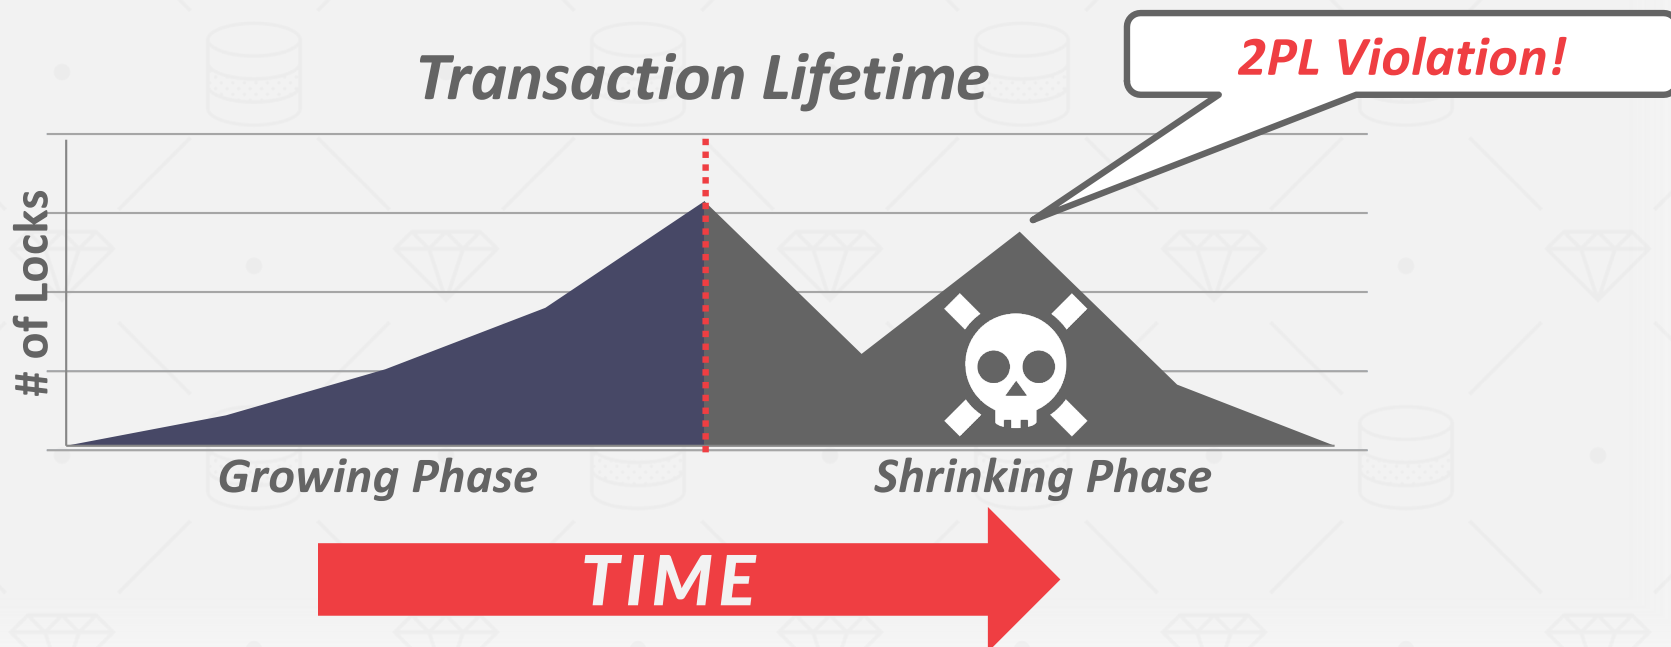 2PL Violation!
Transaction Lifetime
# of Locks
Growing Phase
Shrinking Phase
TIME